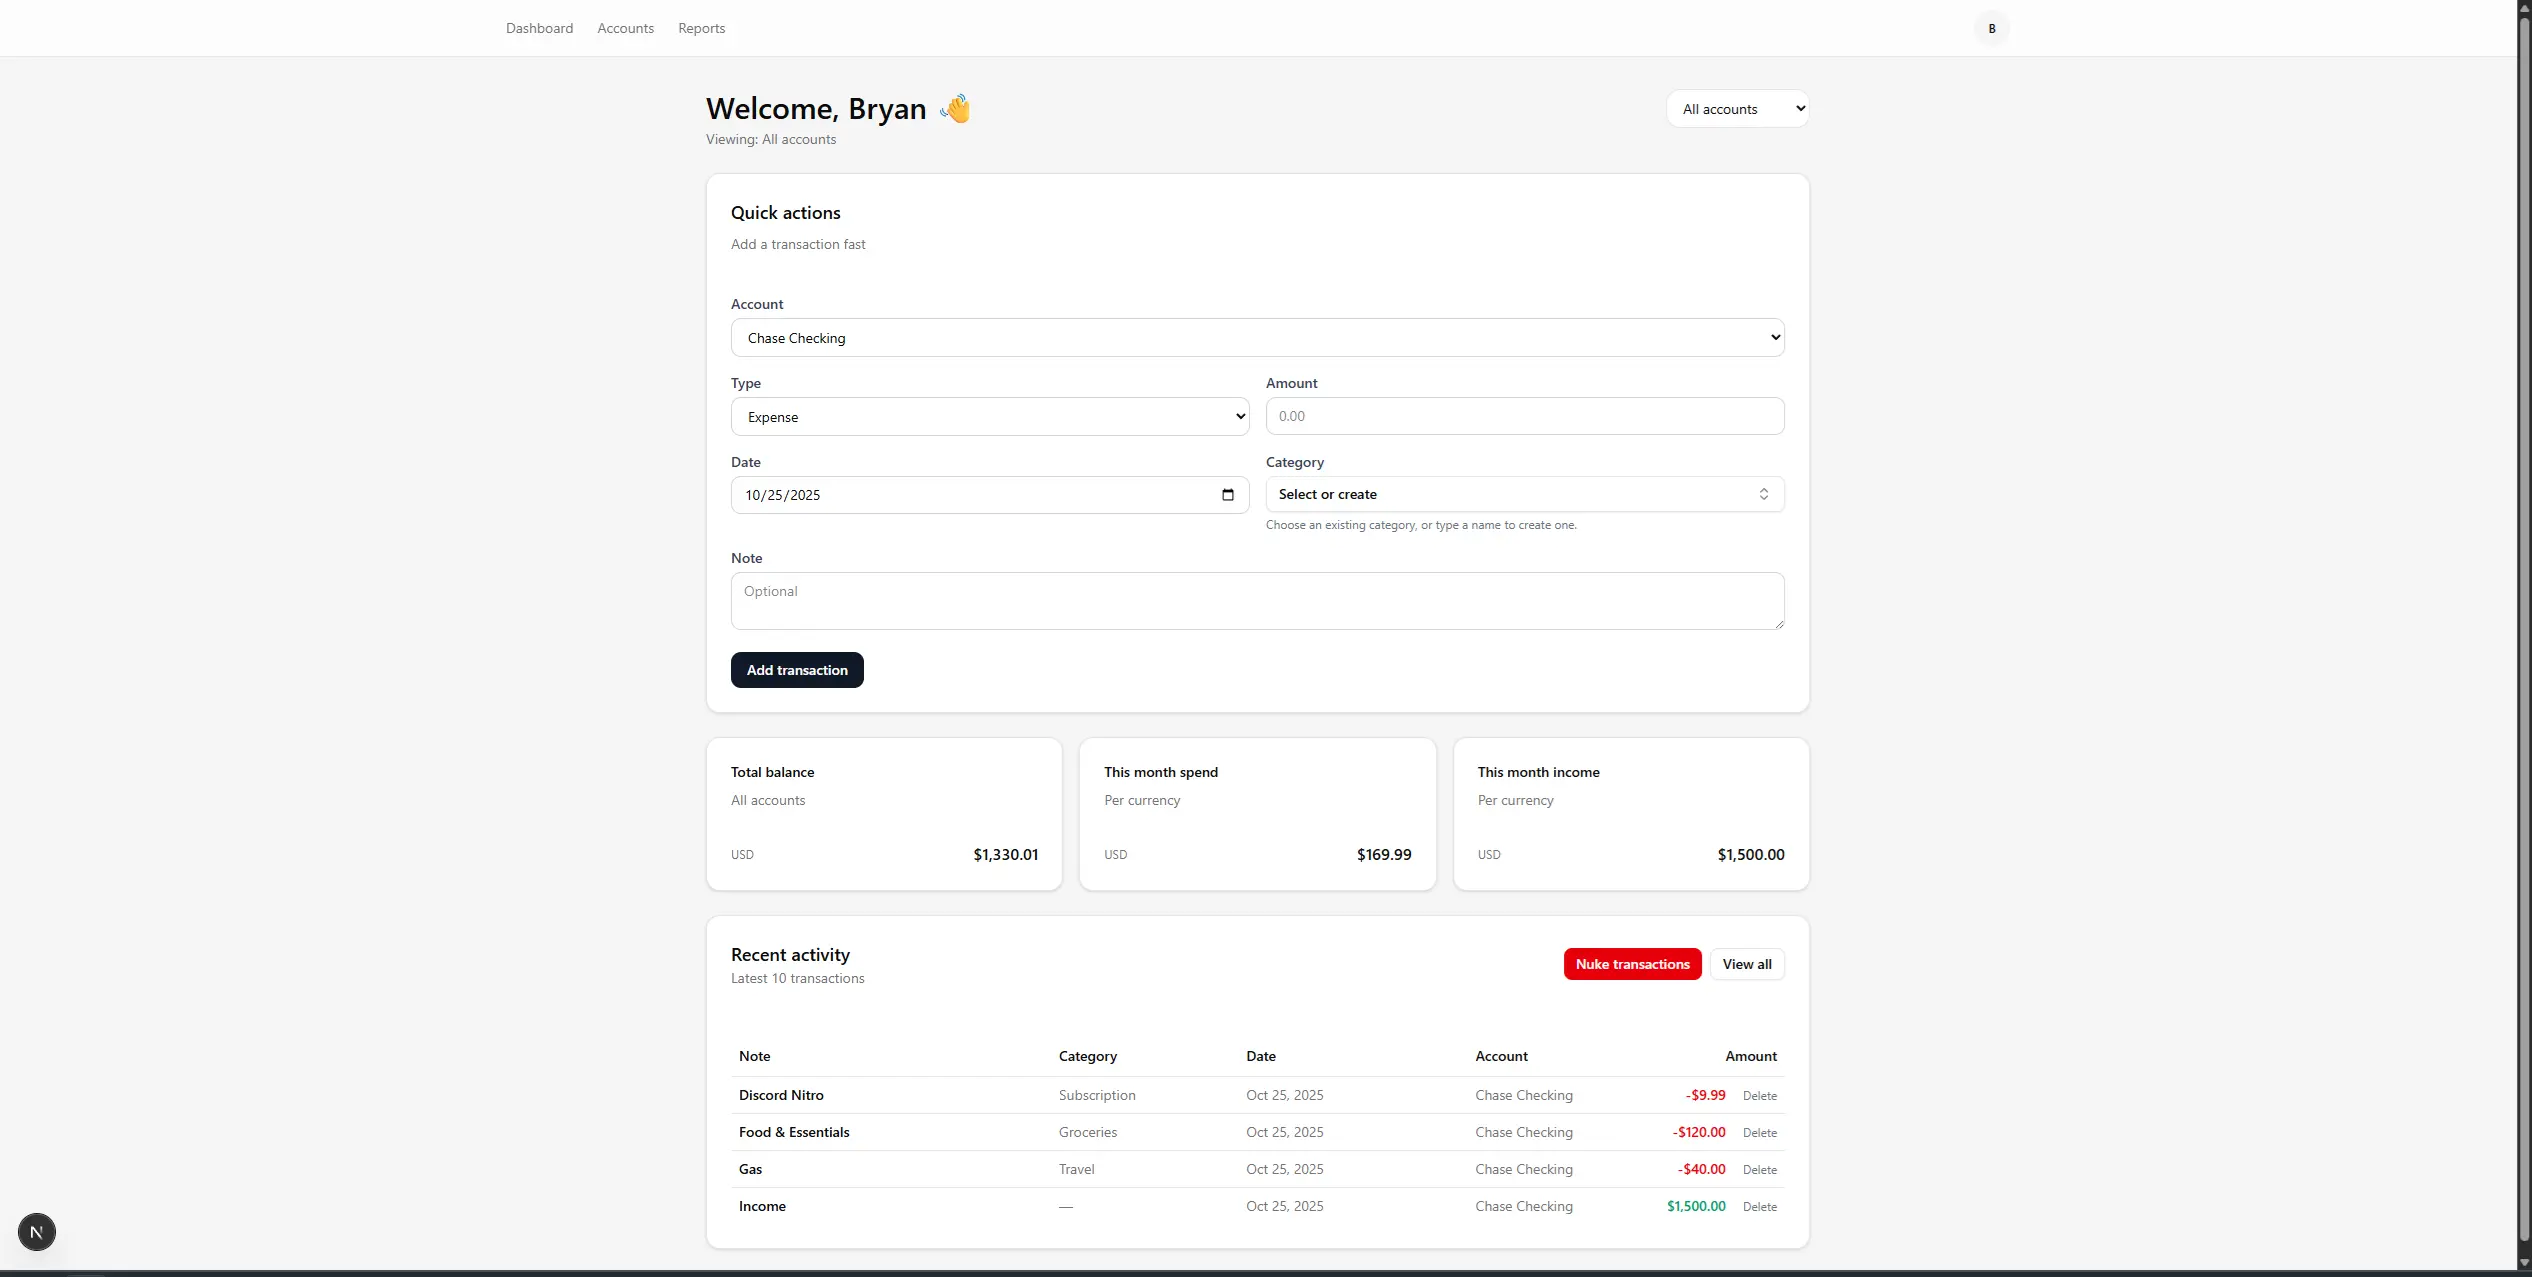 Dashboard Accounts Reports B
Welcome, Bryan 👋
All accounts
Viewing: All accounts
Quick actions
Add a transaction fast
Account
Chase Checking
Type Amount
Expense 0.00
Date Category
10/25/2025 Select or create
Choose an existing category, or type a name to create one.
Note
Optional
Add transaction
Total balance This month spend This month income
All accounts Per currency Per currency
USD $1,330.01 USD $169.99 USD $1,500.00
Recent activity
Nuke transactions View all
Latest 10 transactions
Note Category Date Account Amount
Discord Nitro Subscription Oct 25, 2025 Chase Checking -$9.99 Delete
Food & Essentials Groceries Oct 25, 2025 Chase Checking -$120.00 Delete
Gas Travel Oct 25, 2025 Chase Checking -$40.00 Delete
Income — Oct 25, 2025 Chase Checking $1,500.00 Delete
N